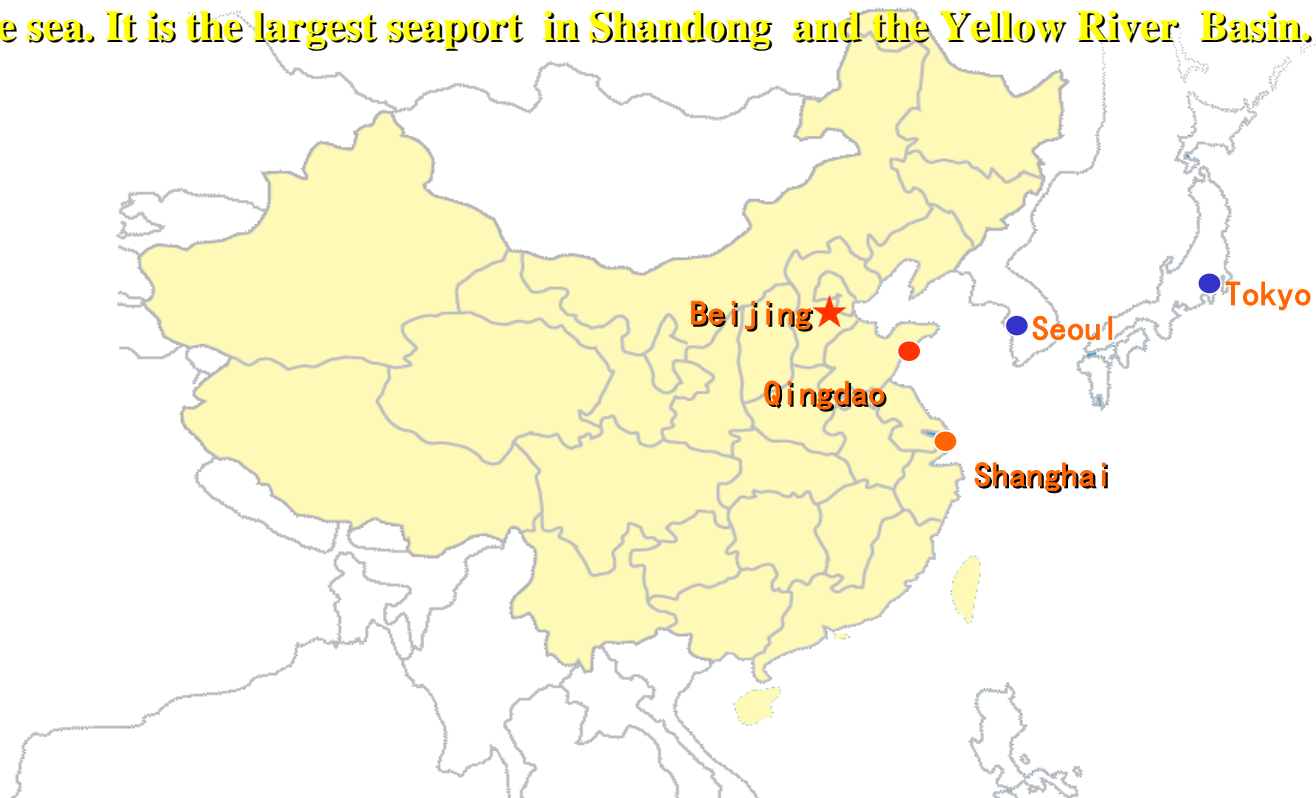 e sea. It is the largest seaport in Shandong and the Yellow River Basin.
Beijing
Tokyo
Seoul
Qingdao
Shanghai